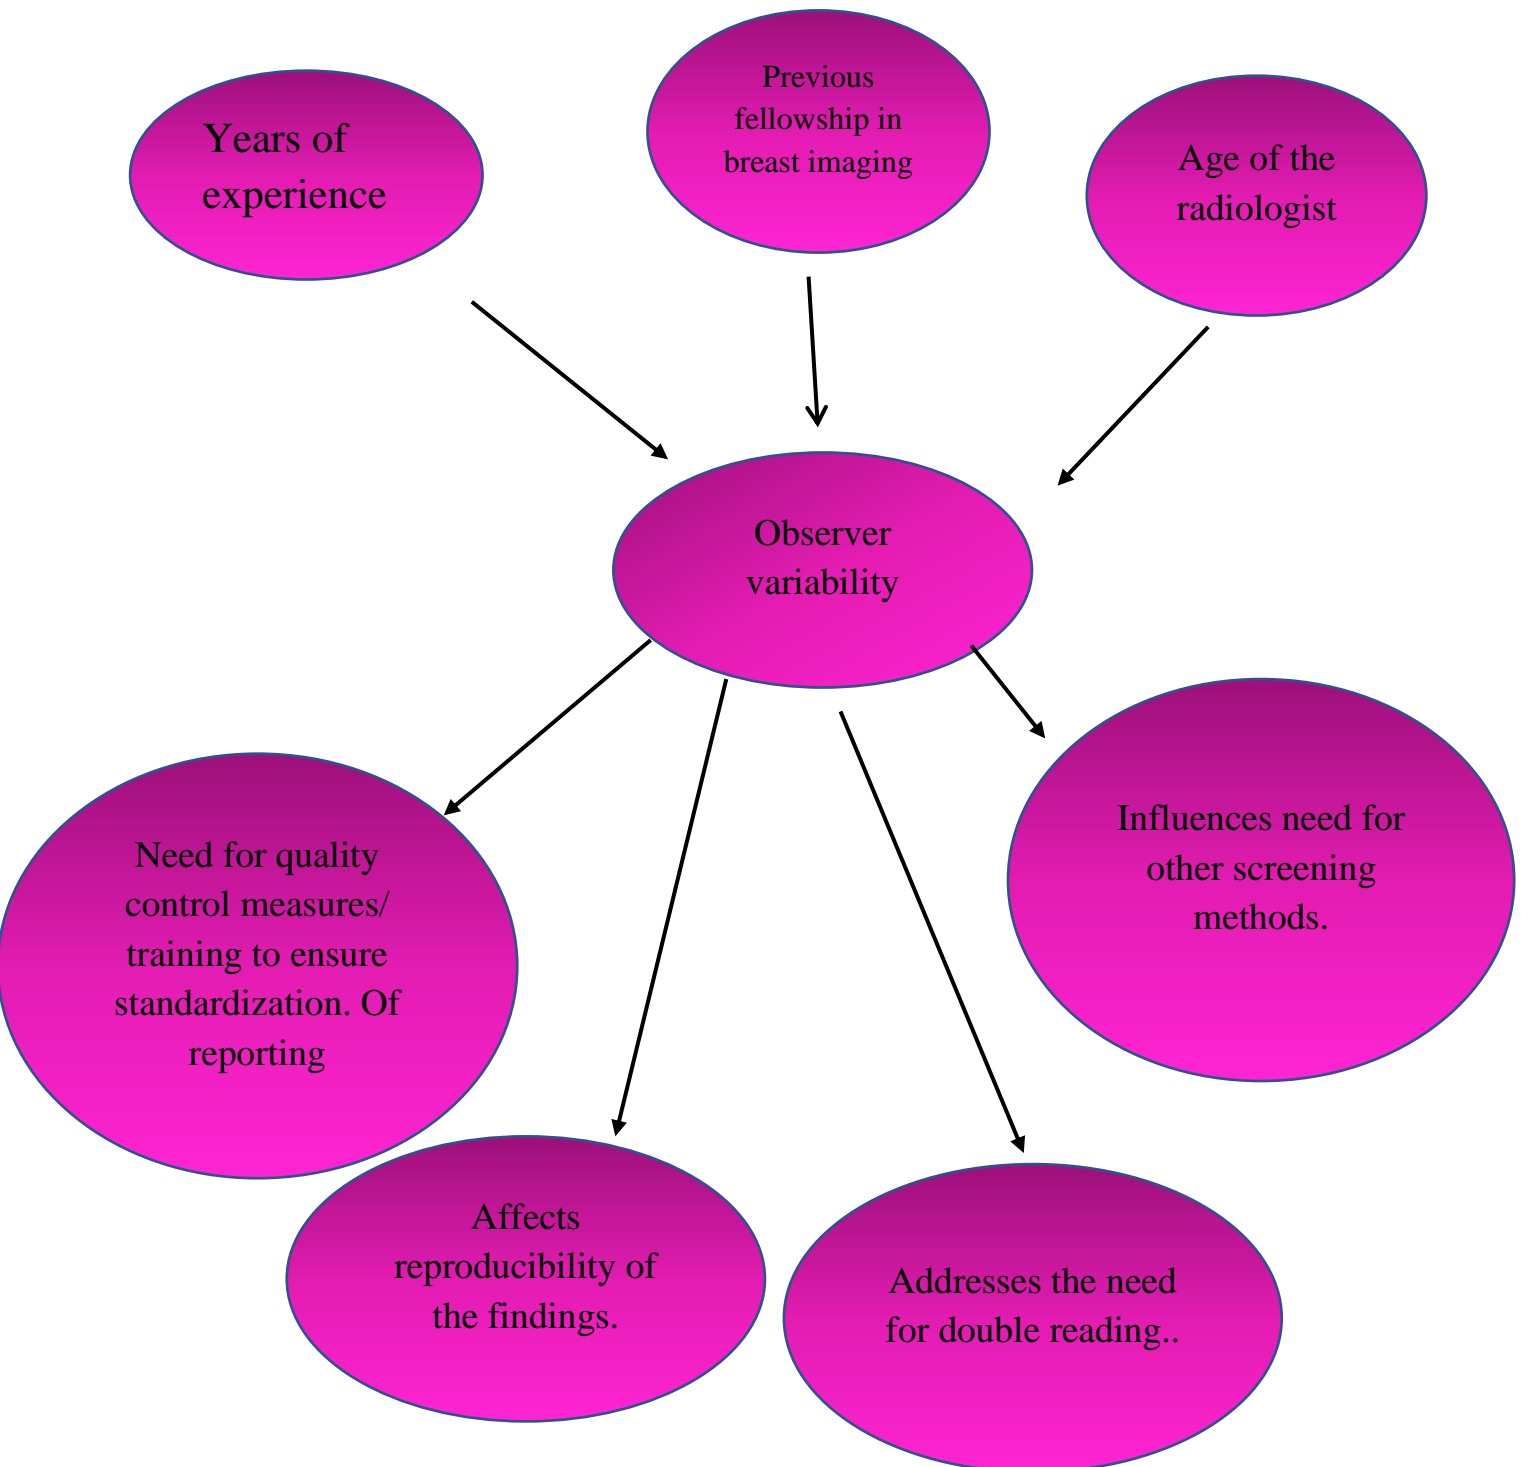 Previous
fellowship in
breast imaging
Years of
experience
Age of the
radiologist
Observer
variability
Need for quality
control measures/
training to ensure
standardization. Of
reporting
Influences need for
other screening
methods.
Affects
reproducibility of
the findings.
Addresses the need
for double reading..